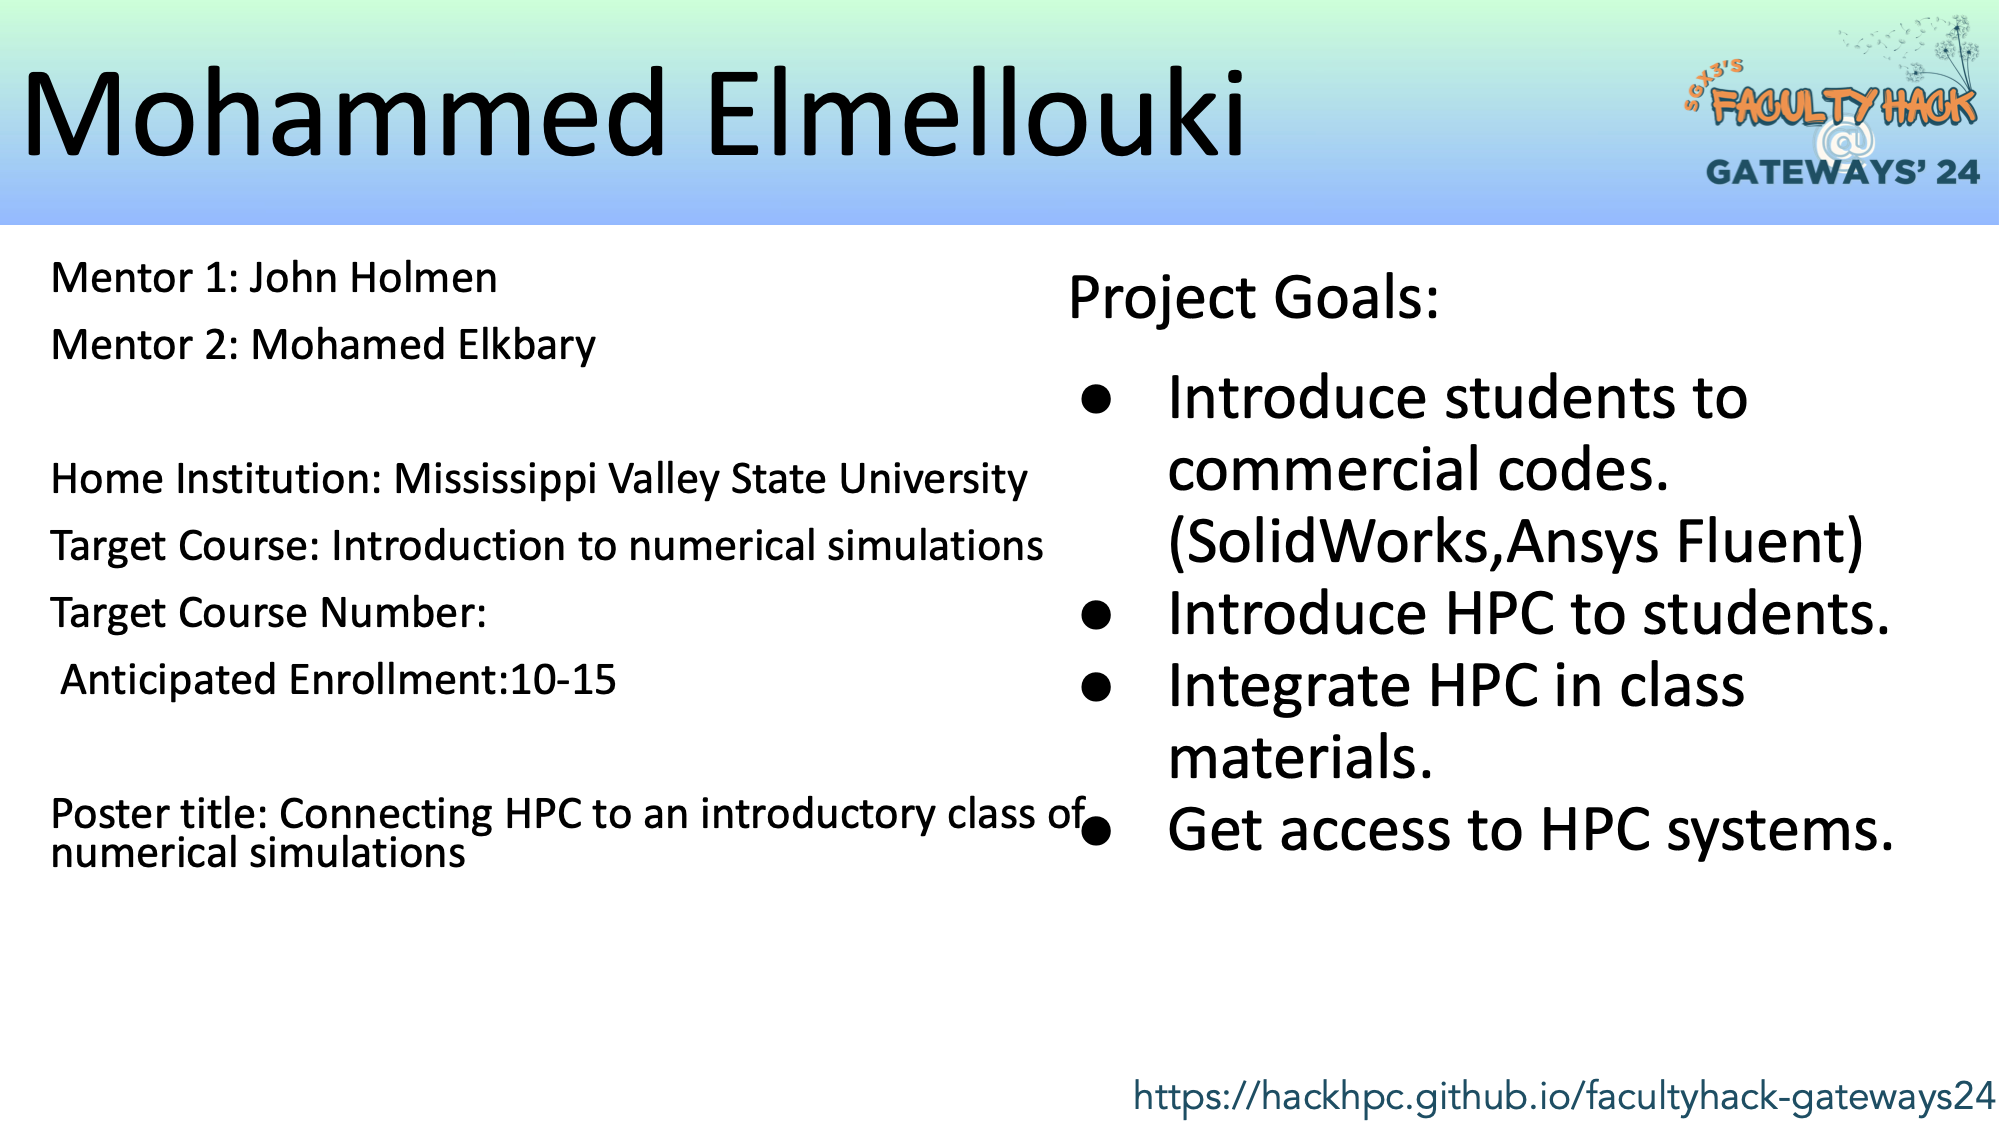 Mohammed Elmellouki
SGX3's
FACULTY HACK
@
GATEWAYS' 24
Mentor 1: John Holmen
Mentor 2: Mohamed Elkbary
Home Institution: Mississippi Valley State University
Target Course: Introduction to numerical simulations
Target Course Number:
Anticipated Enrollment:10-15
Poster title: Connecting HPC to an introductory class of
numerical simulations
Project Goals:
● Introduce students to
commercial codes.
(SolidWorks,Ansys Fluent)
● Introduce HPC to students.
● Integrate HPC in class
materials.
● Get access to HPC systems.
https://hackhpc.github.io/facultyhack-gateways24